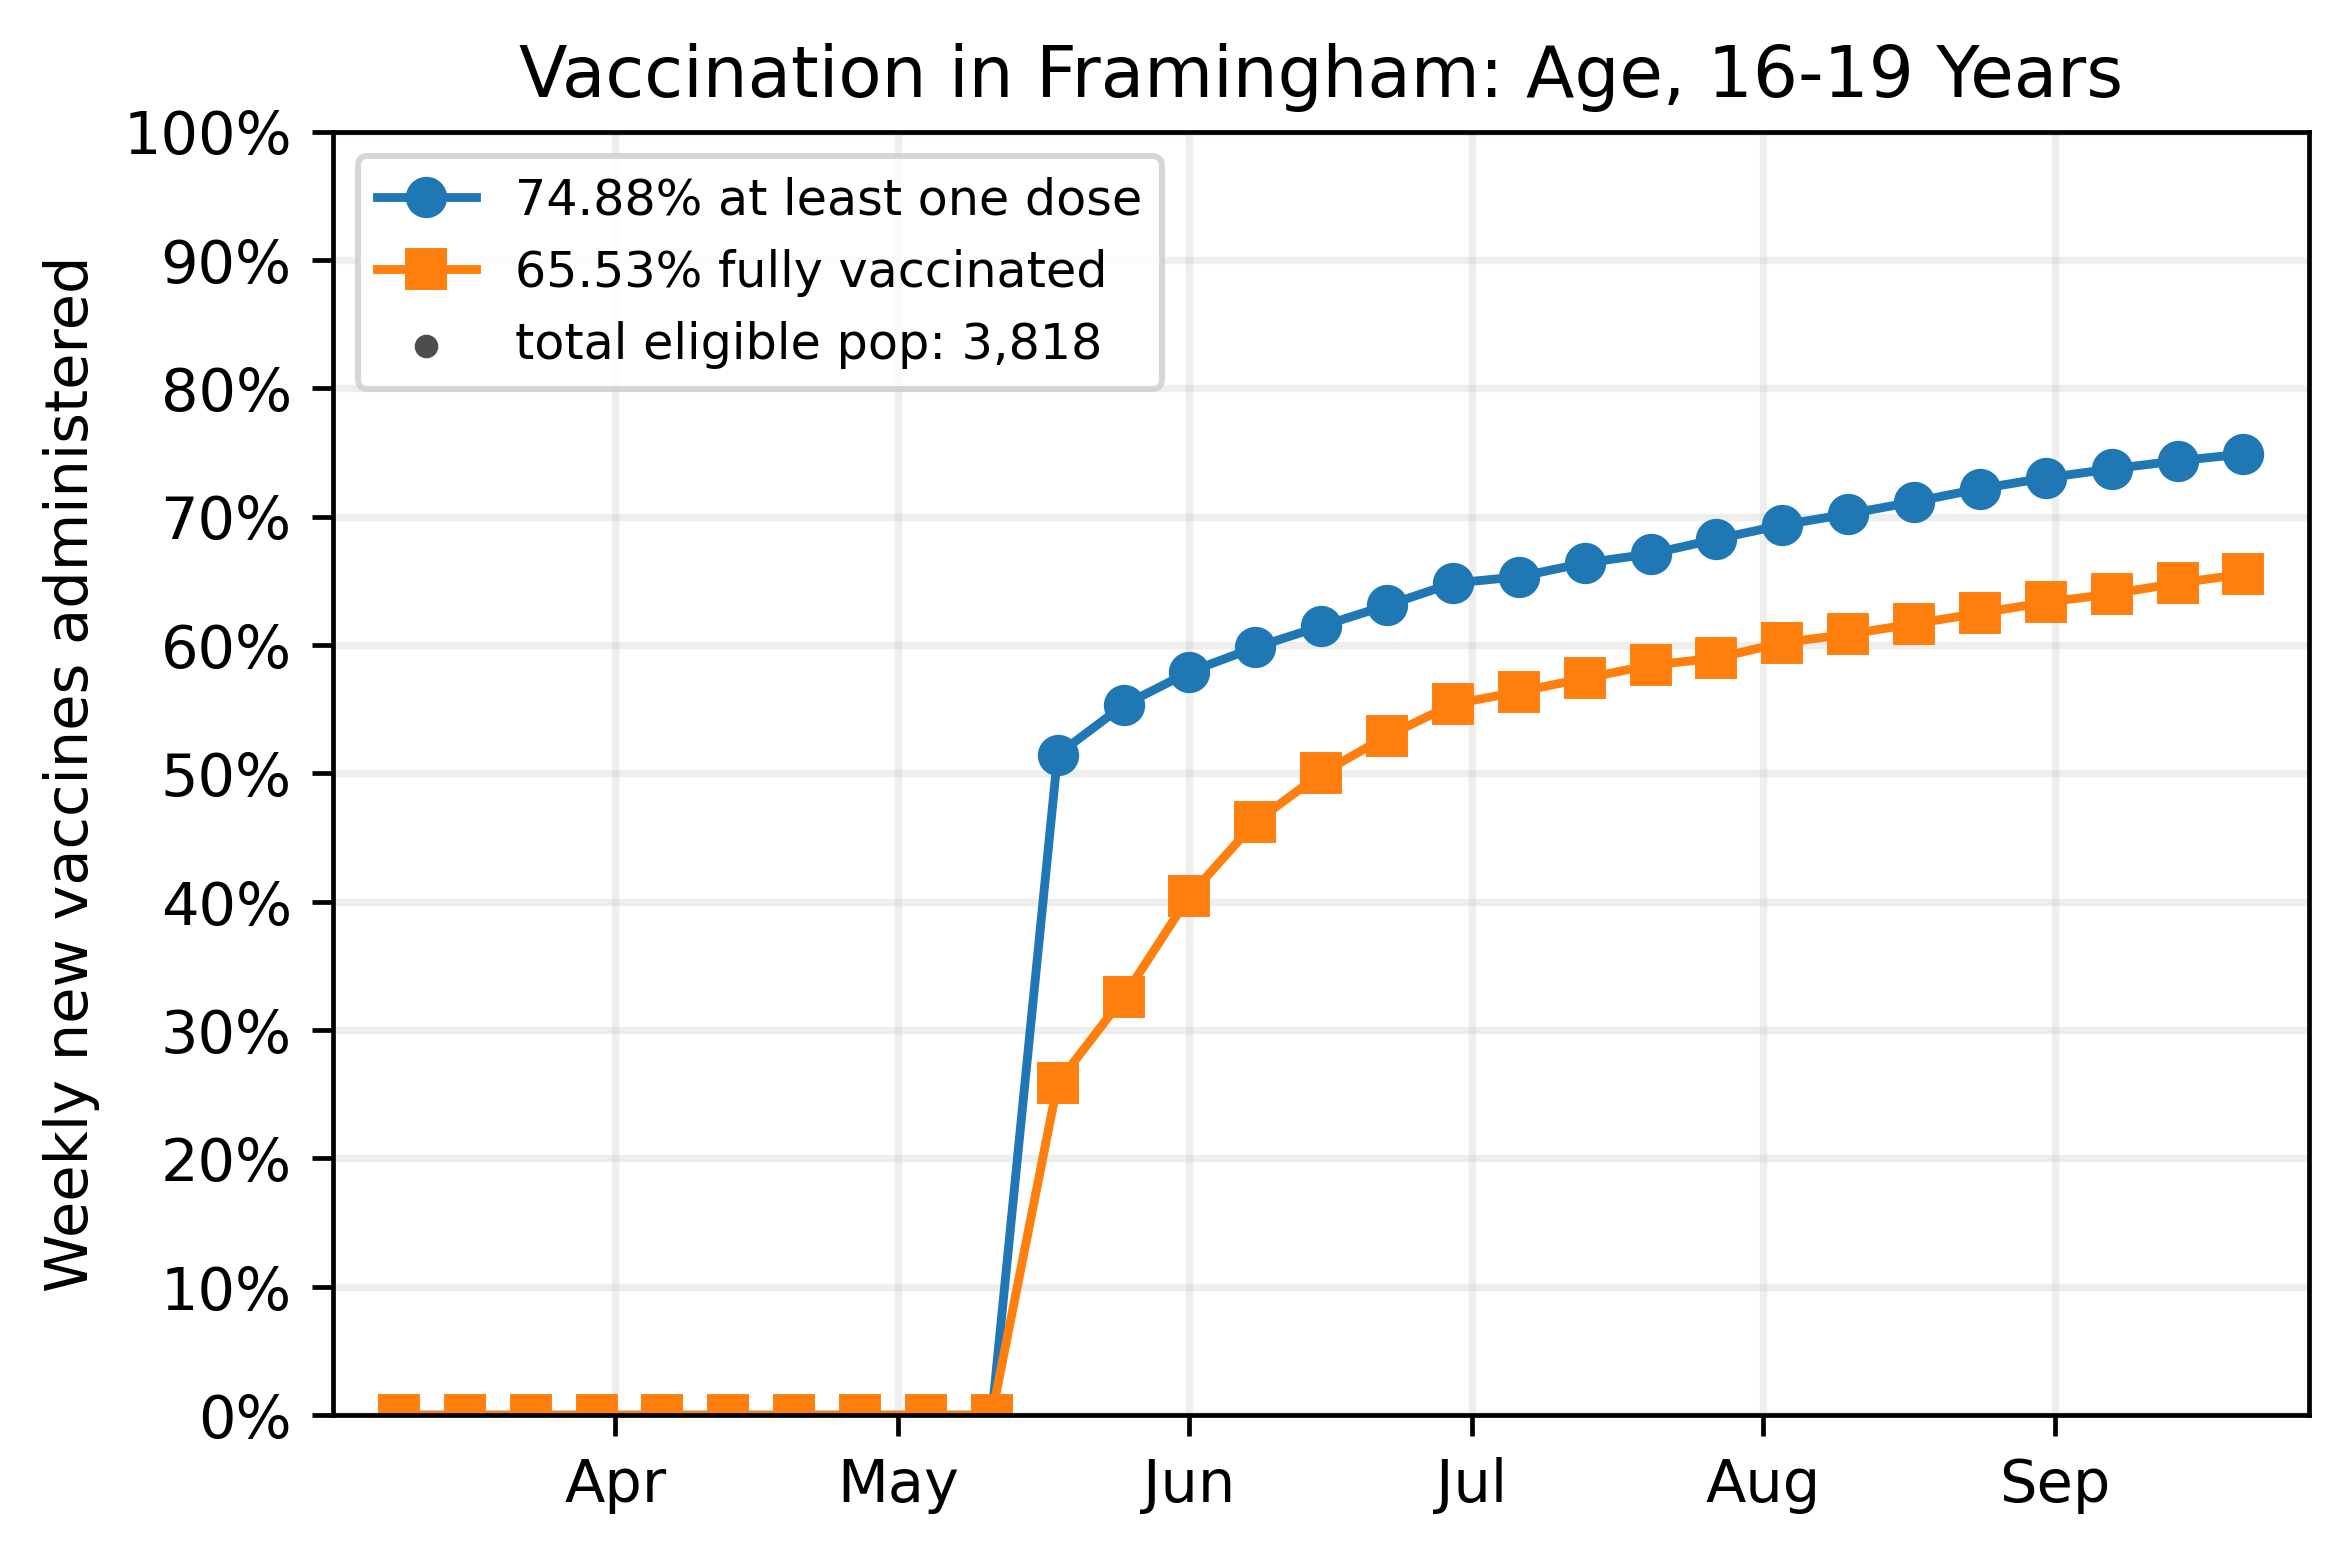 Vaccination in Framingham: Age, 16-19 Years
100%
90%
80%
70%
60%
50%
40%
30%
20%
10%
0%
Weekly new vaccines administered
74.88% at least one dose
65.53% fully vaccinated
total eligible pop: 3,818
Apr
May
Jun
Jul
Aug
Sep